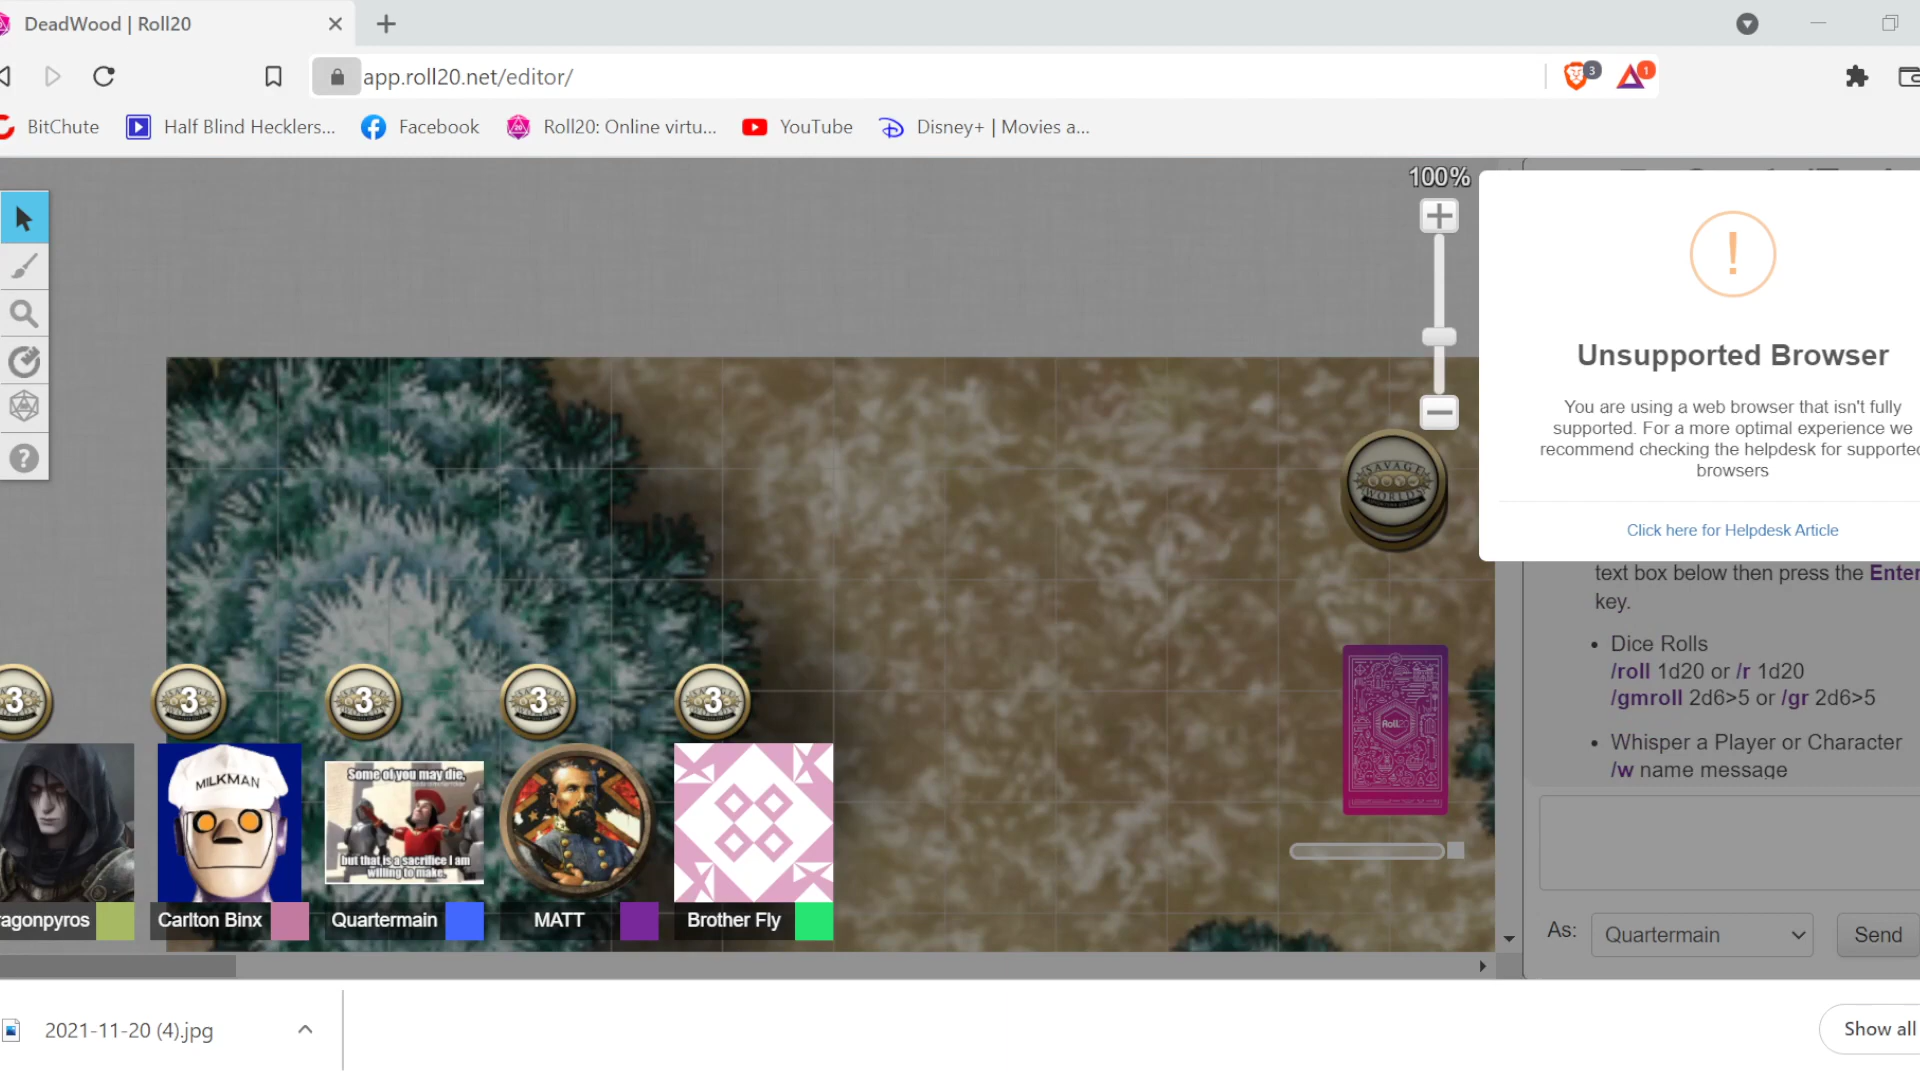 DeadWood | Roll20
app.roll20.net/editor/
3
1
BitChute
Half Blind Hecklers...
Facebook
Roll20: Online virtu...
YouTube
Disney+ | Movies a...
100%
!
Unsupported Browser
You are using a web browser that isn't fully
supported. For a more optimal experience we
recommend checking the helpdesk for supported
browsers
Click here for Helpdesk Article
SAVAGE
WORLDS
text box below then press the Enter
key.
• Dice Rolls
/roll 1d20 or /r 1d20
/gmroll 2d6>5 or /gr 2d6>5
• Whisper a Player or Character
/w name message
Roll20
3
3
3
3
3
MILKMAN
Some of you may die,
but that is a sacrifice I am
willing to make.
agonpyros
Carlton Binx
Quartermain
MATT
Brother Fly
As:
Quartermain
Send
2021-11-20 (4).jpg
Show all